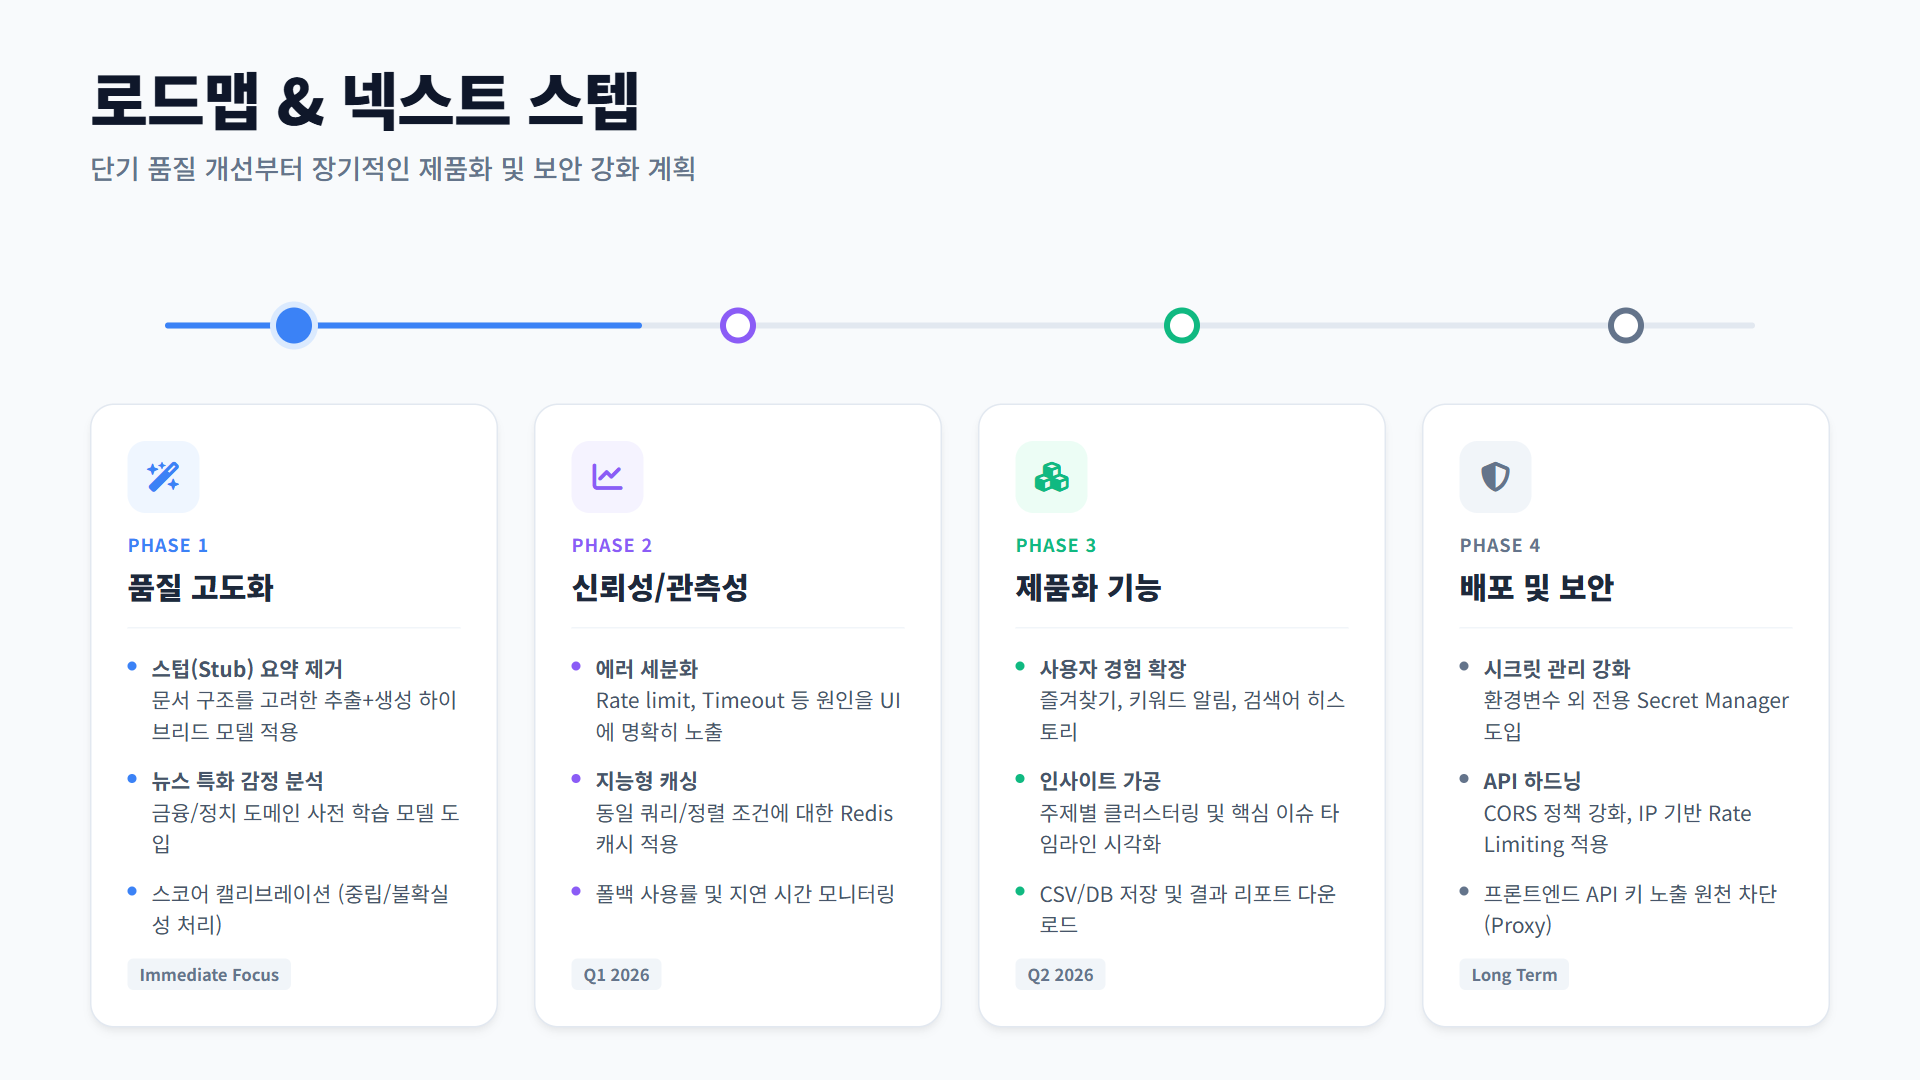 로드맵 & 넥스트 스텝
단기 품질 개선부터 장기적인 제품화 및 보안 강화 계획
PHASE 1
품질 고도화
스텁(Stub) 요약 제거
문서 구조를 고려한 추출+생성 하이
브리드 모델 적용
뉴스 특화 감정 분석
금융/정치 도메인 사전 학습 모델 도
입
스코어 캘리브레이션 (중립/불확실
성 처리)
Immediate Focus
PHASE 2
신뢰성/관측성
에러 세분화
Rate limit, Timeout 등 원인을 UI
에 명확히 노출
지능형 캐싱
동일 쿼리/정렬 조건에 대한 Redis
캐시 적용
폴백 사용률 및 지연 시간 모니터링
Q1 2026
PHASE 3
제품화 기능
사용자 경험 확장
즐겨찾기, 키워드 알림, 검색어 히스
토리
인사이트 가공
주제별 클러스터링 및 핵심 이슈 타
임라인 시각화
CSV/DB 저장 및 결과 리포트 다운
로드
Q2 2026
PHASE 4
배포 및 보안
시크릿 관리 강화
환경변수 외 전용 Secret Manager
도입
API 하드닝
CORS 정책 강화, IP 기반 Rate
Limiting 적용
프론트엔드 API 키 노출 원천 차단
(Proxy)
Long Term